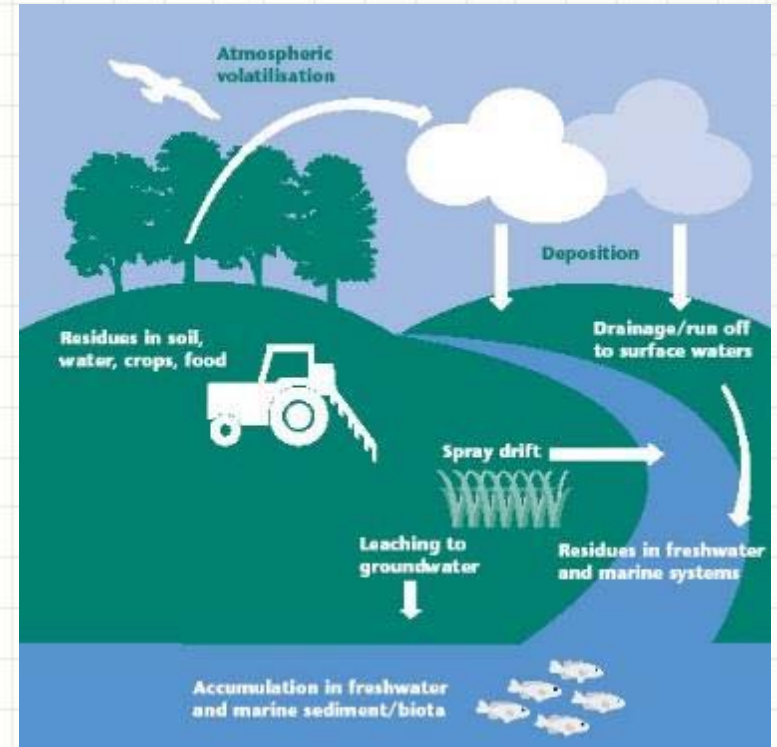 Atmospheric
volatilisation
Deposition
Residues in soil,
water, crops, food
Drainage/run off
to surface waters
Spray drift
Leaching to
groundwater
Residues in freshwater
and marine systems
Accumulation in freshwater
and marine sediment/biota